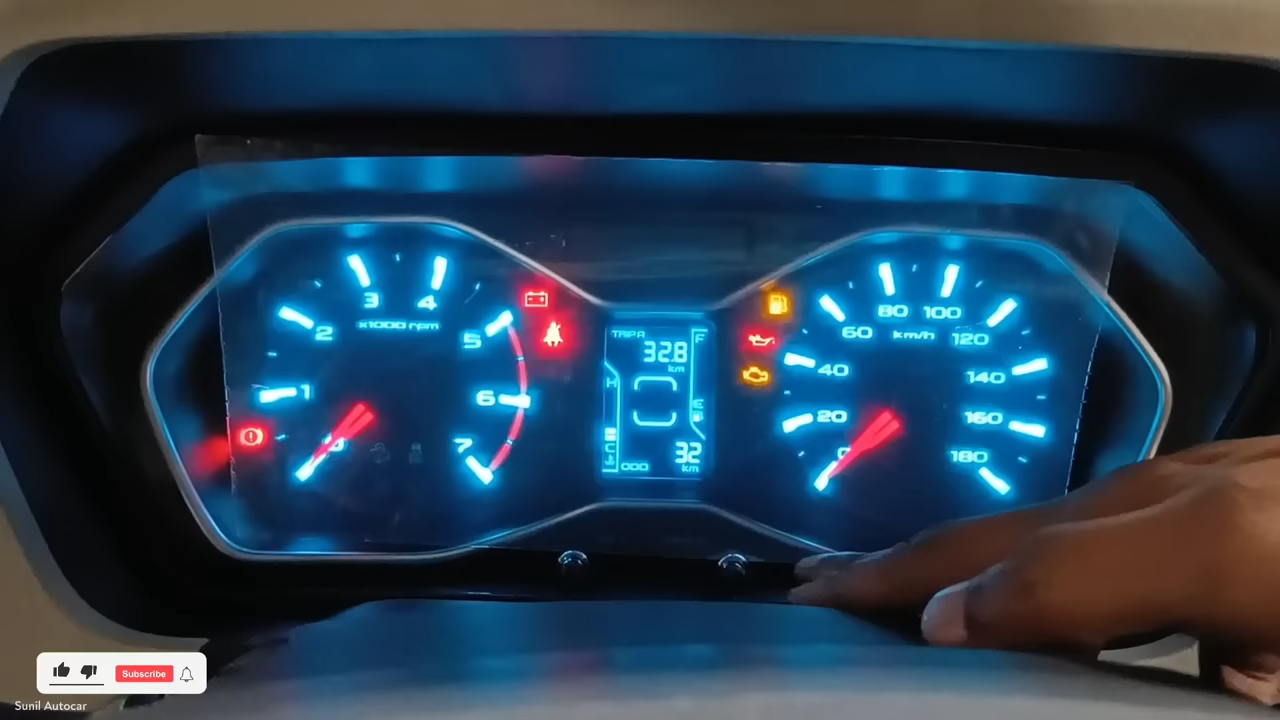 1
2
3
4
5
6
7
x1000 rpm
TRIP A
32.8
km
F
H
E
C
ODO
32
km
0
20
40
60
80
100
120
140
160
180
km/h
Subscribe
Sunil Autocar